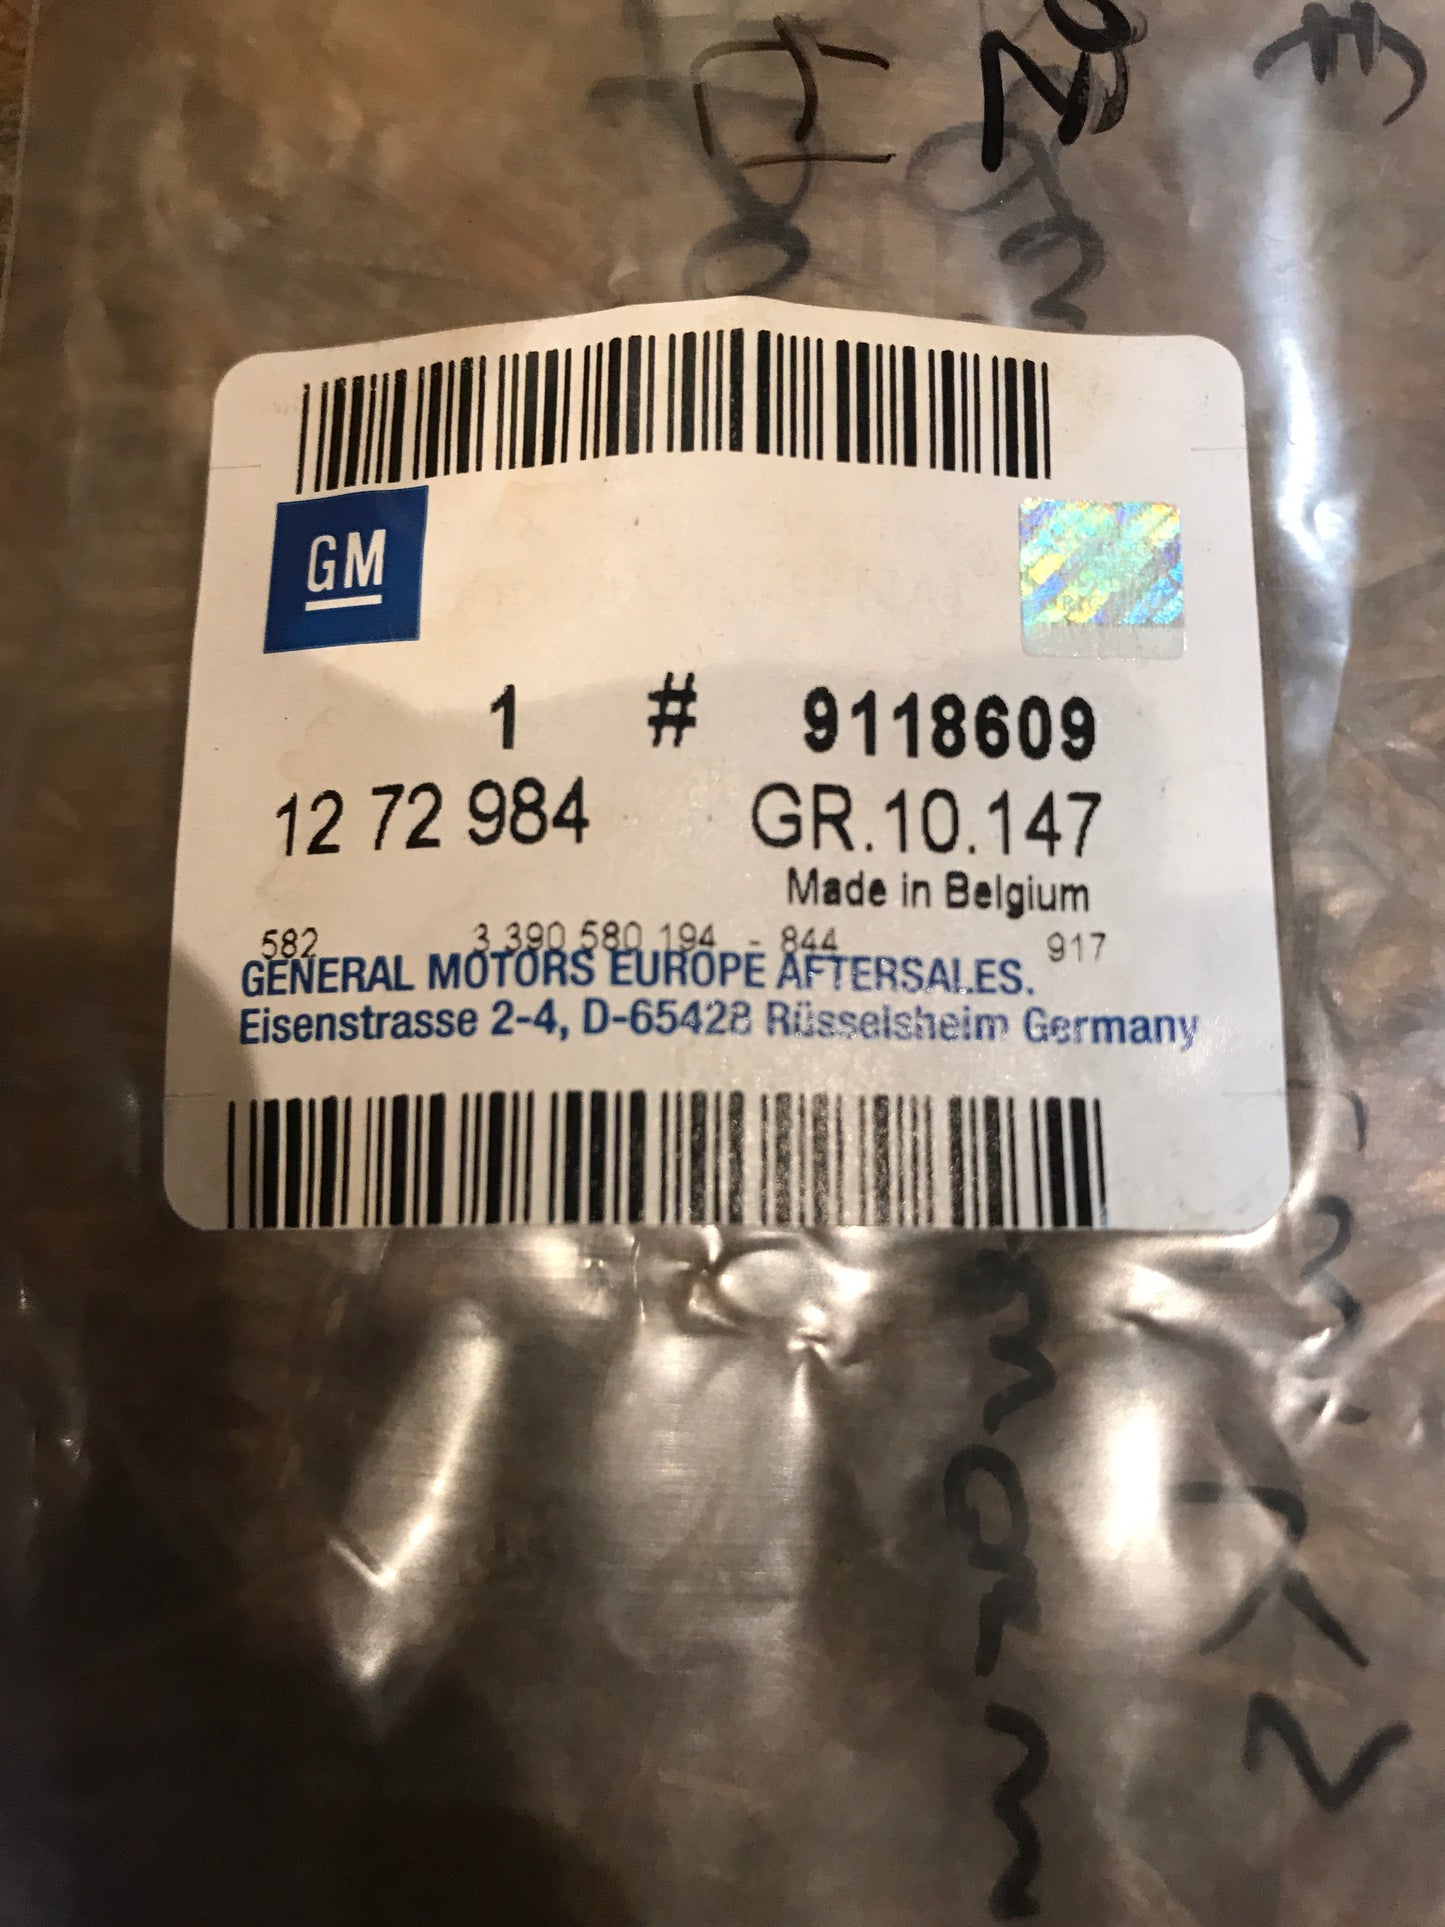 GM
1 # 9118609
12 72 984 GR.10.147
Made in Belgium
582 3 390 580 194 - 844 917
GENERAL MOTORS EUROPE AFTERSALES.
Eisenstrasse 2-4, D-65428 Rüsselsheim Germany